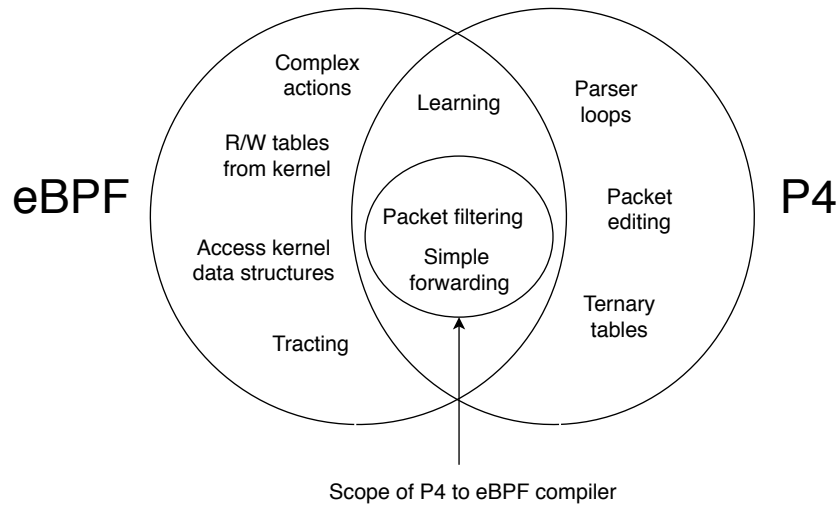 Complex
actions
Learning
Parser
loops
R/W tables
from kernel
eBPF
P4
Packet filtering
Simple
forwarding
Packet
editing
Access kernel
data structures
Ternary
tables
Tracting
Scope of P4 to eBPF compiler